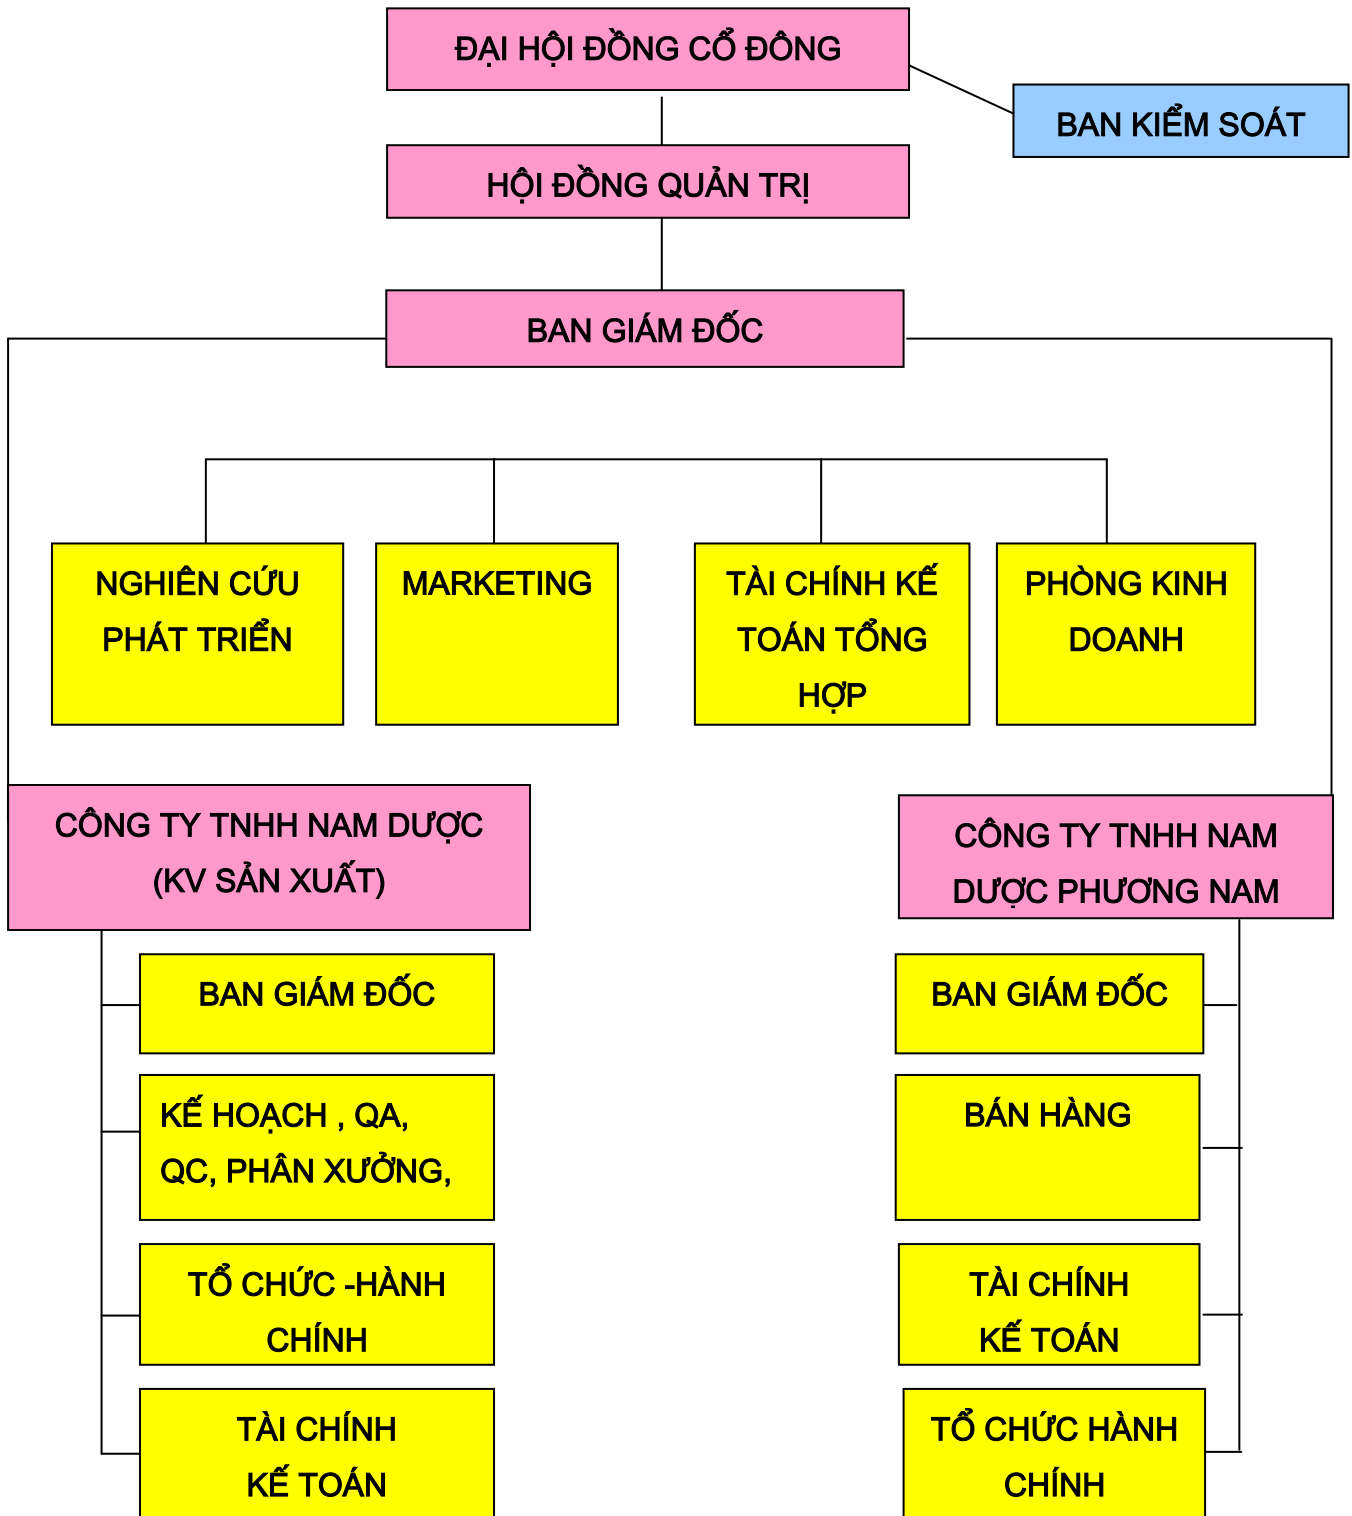 ĐẠI HỘI ĐỒNG CỔ ĐÔNG
BAN KIỂM SOÁT
HỘI ĐỒNG QUẢN TRỊ
BAN GIÁM ĐỐC
NGHIÊN CỨU
PHÁT TRIỂN
MARKETING
TÀI CHÍNH KẾ
TOÁN TỔNG
HỢP
PHÒNG KINH
DOANH
CÔNG TY TNHH NAM DƯỢC
(KV SẢN XUẤT)
BAN GIÁM ĐỐC
KẾ HOẠCH , QA,
QC, PHÂN XƯỞNG,
TỔ CHỨC -HÀNH
CHÍNH
TÀI CHÍNH
KẾ TOÁN
CÔNG TY TNHH NAM
DƯỢC PHƯƠNG NAM
BAN GIÁM ĐỐC
BÁN HÀNG
TÀI CHÍNH
KẾ TOÁN
TỔ CHỨC HÀNH
CHÍNH